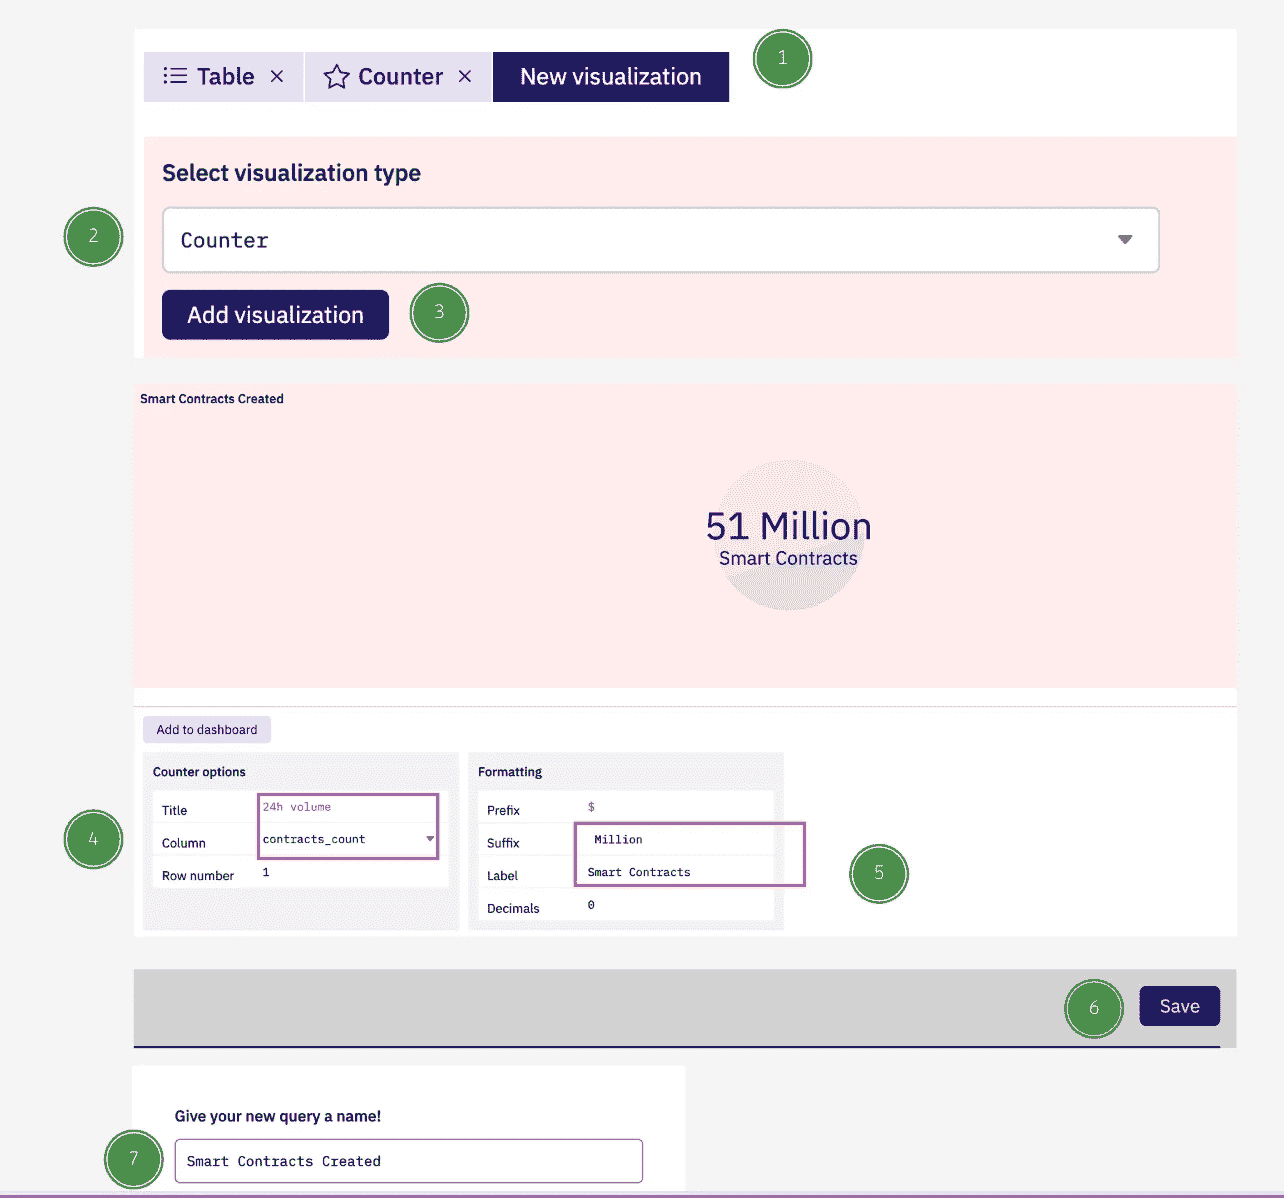 Table × Counter × New visualization 1
Select visualization type
2 Counter
Add visualization 3
Smart Contracts Created
51 Million
Smart Contracts
Add to dashboard
Counter options
Title 24h volume
4 Column contracts_count
Row number 1
Formatting
Prefix $
Suffix Million
Label Smart Contracts
5
Decimals 0
6 Save
Give your new query a name!
7 Smart Contracts Created